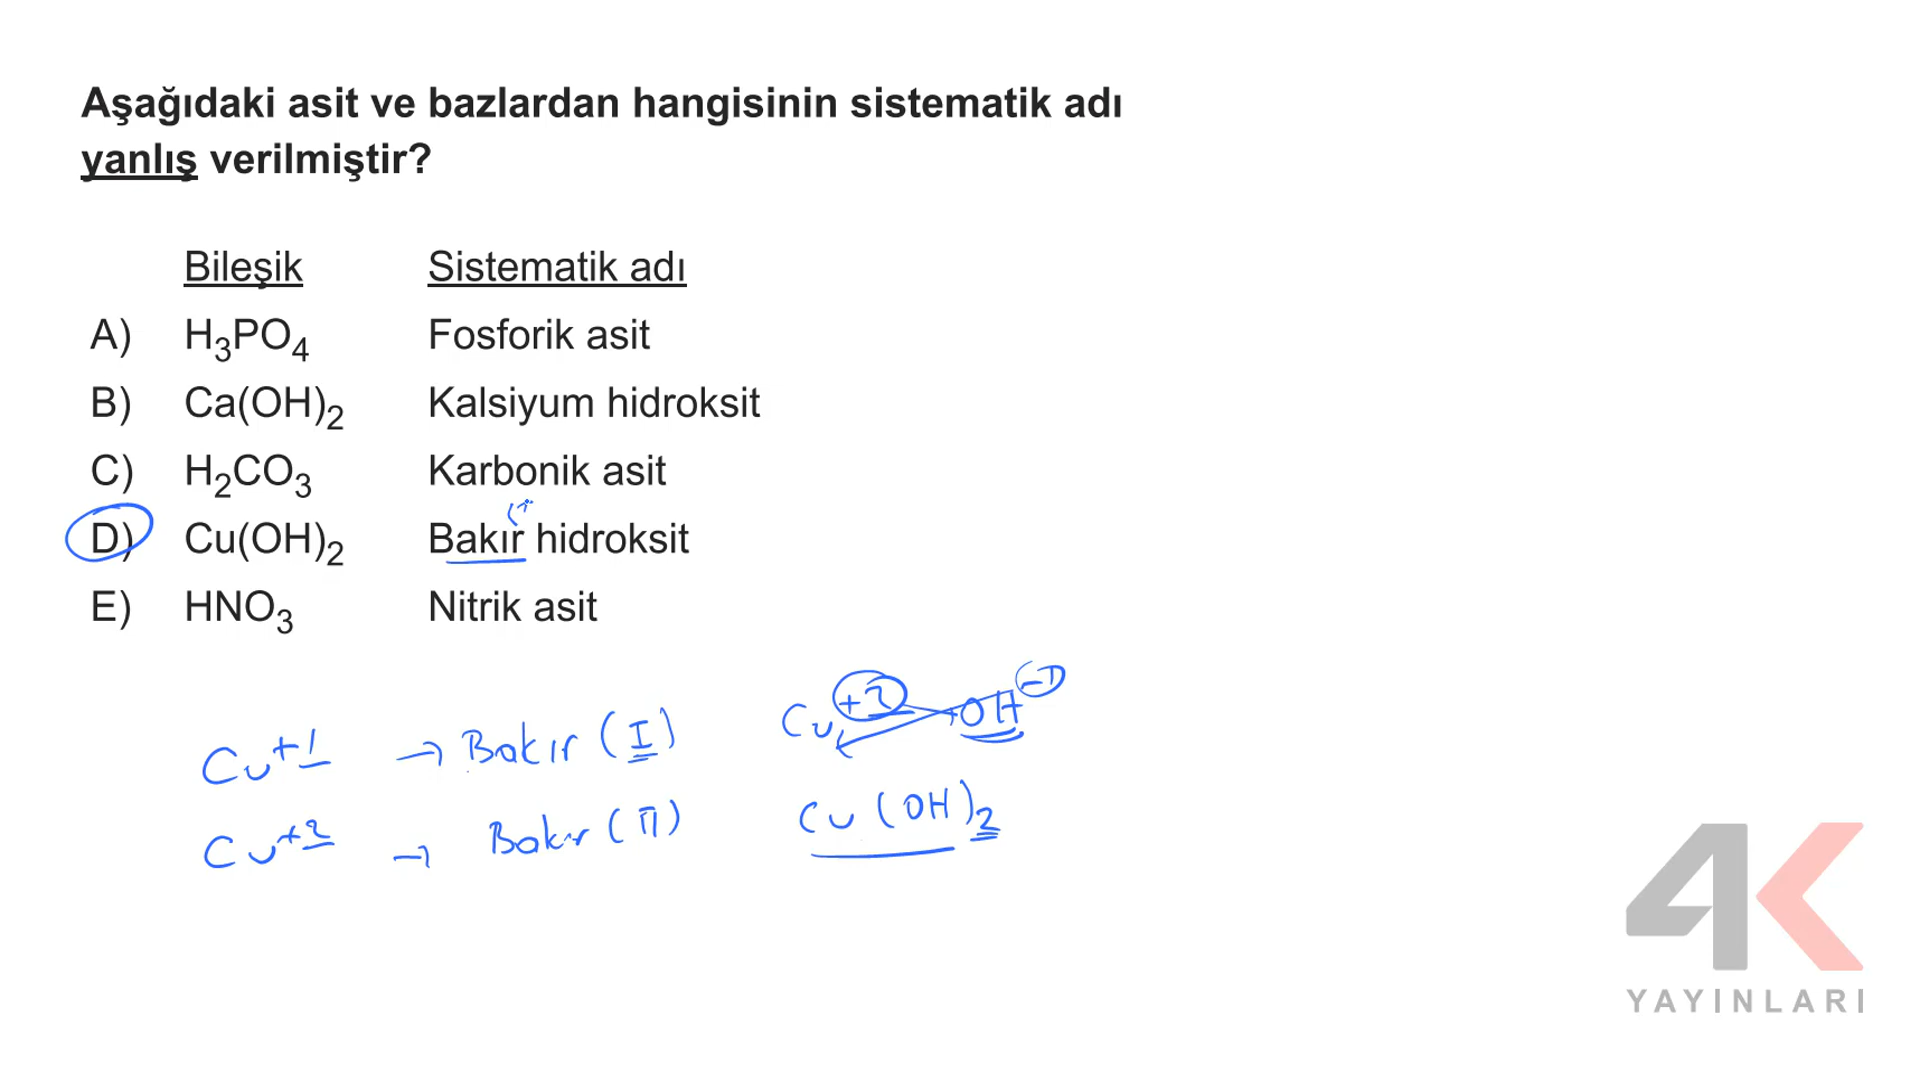 Aşağıdaki asit ve bazlardan hangisinin sistematik adı
yanlış verilmiştir?
Bileşik Sistematik adı
A) H₃PO₄ Fosforik asit
B) Ca(OH)₂ Kalsiyum hidroksit
C) H₂CO₃ Karbonik asit
D) Cu(OH)₂ Bakır hidroksit
E) HNO₃ Nitrik asit
Cu⁺¹ → Bakır (I)
Cu⁺² → Bakır (II)
Cu⁺² OH⁻¹
Cu(OH)₂
4K
YAYINLARI